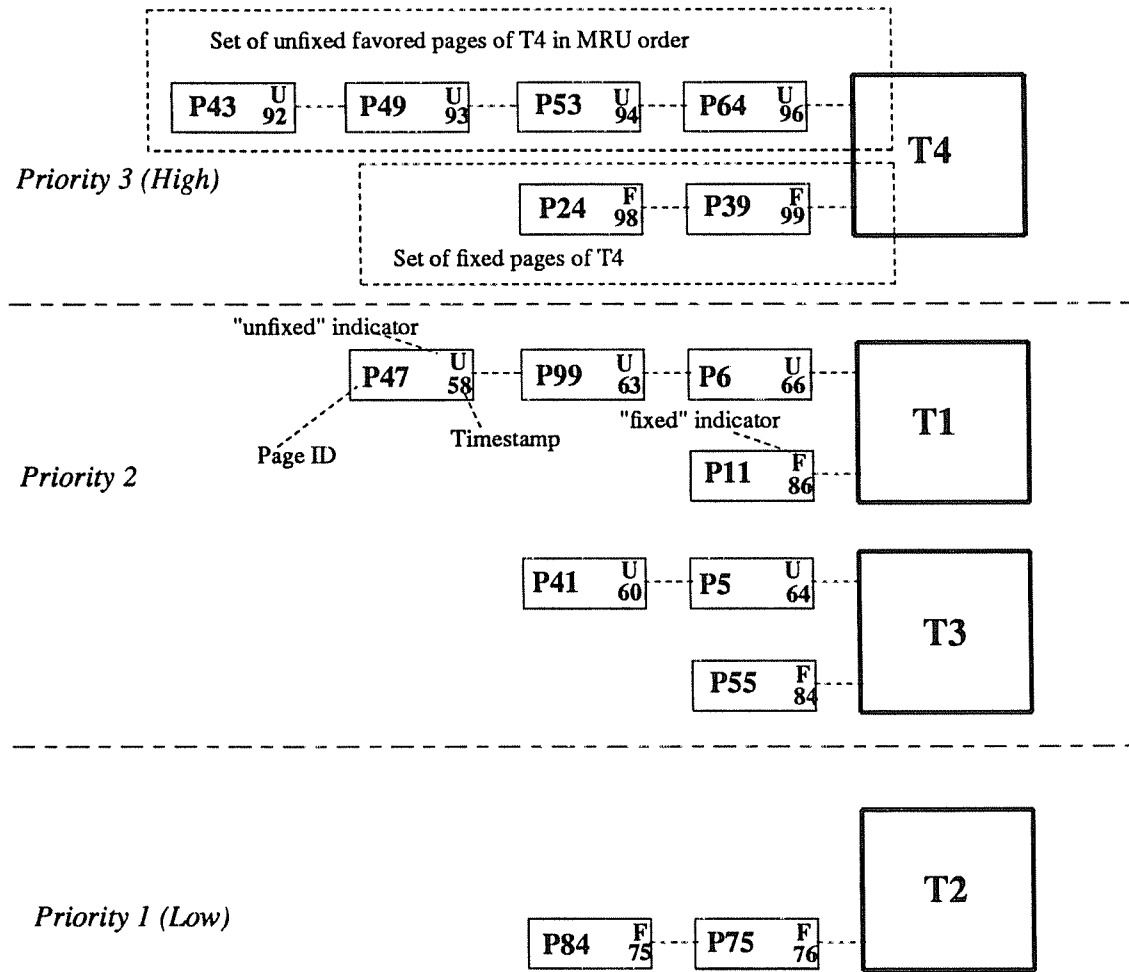 Set of unfixed favored pages of T4 in MRU order
P43 U 92
P49 U 93
P53 U 94
P64 U 96
T4
Priority 3 (High)
P24 F 98
P39 F 99
Set of fixed pages of T4
"unfixed" indicator
P47 U 58
P99 U 63
P6 U 66
T1
Page ID
Timestamp
"fixed" indicator
Priority 2
P11 F 86
P41 U 60
P5 U 64
T3
P55 F 84
T2
Priority 1 (Low)
P84 F 75
P75 F 76